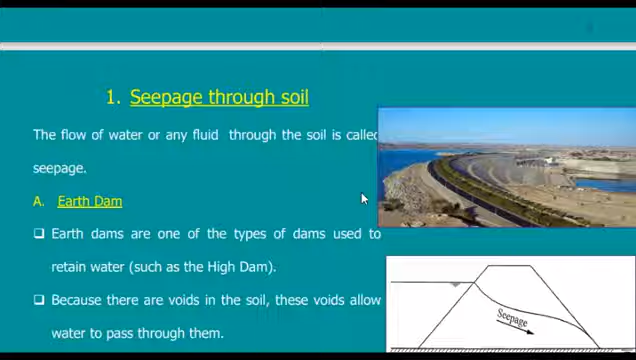 1. Seepage through soil
The flow of water or any fluid through the soil is called
seepage.
A. Earth Dam
❑ Earth dams are one of the types of dams used to
retain water (such as the High Dam).
❑ Because there are voids in the soil, these voids allow
water to pass through them.
Seepage